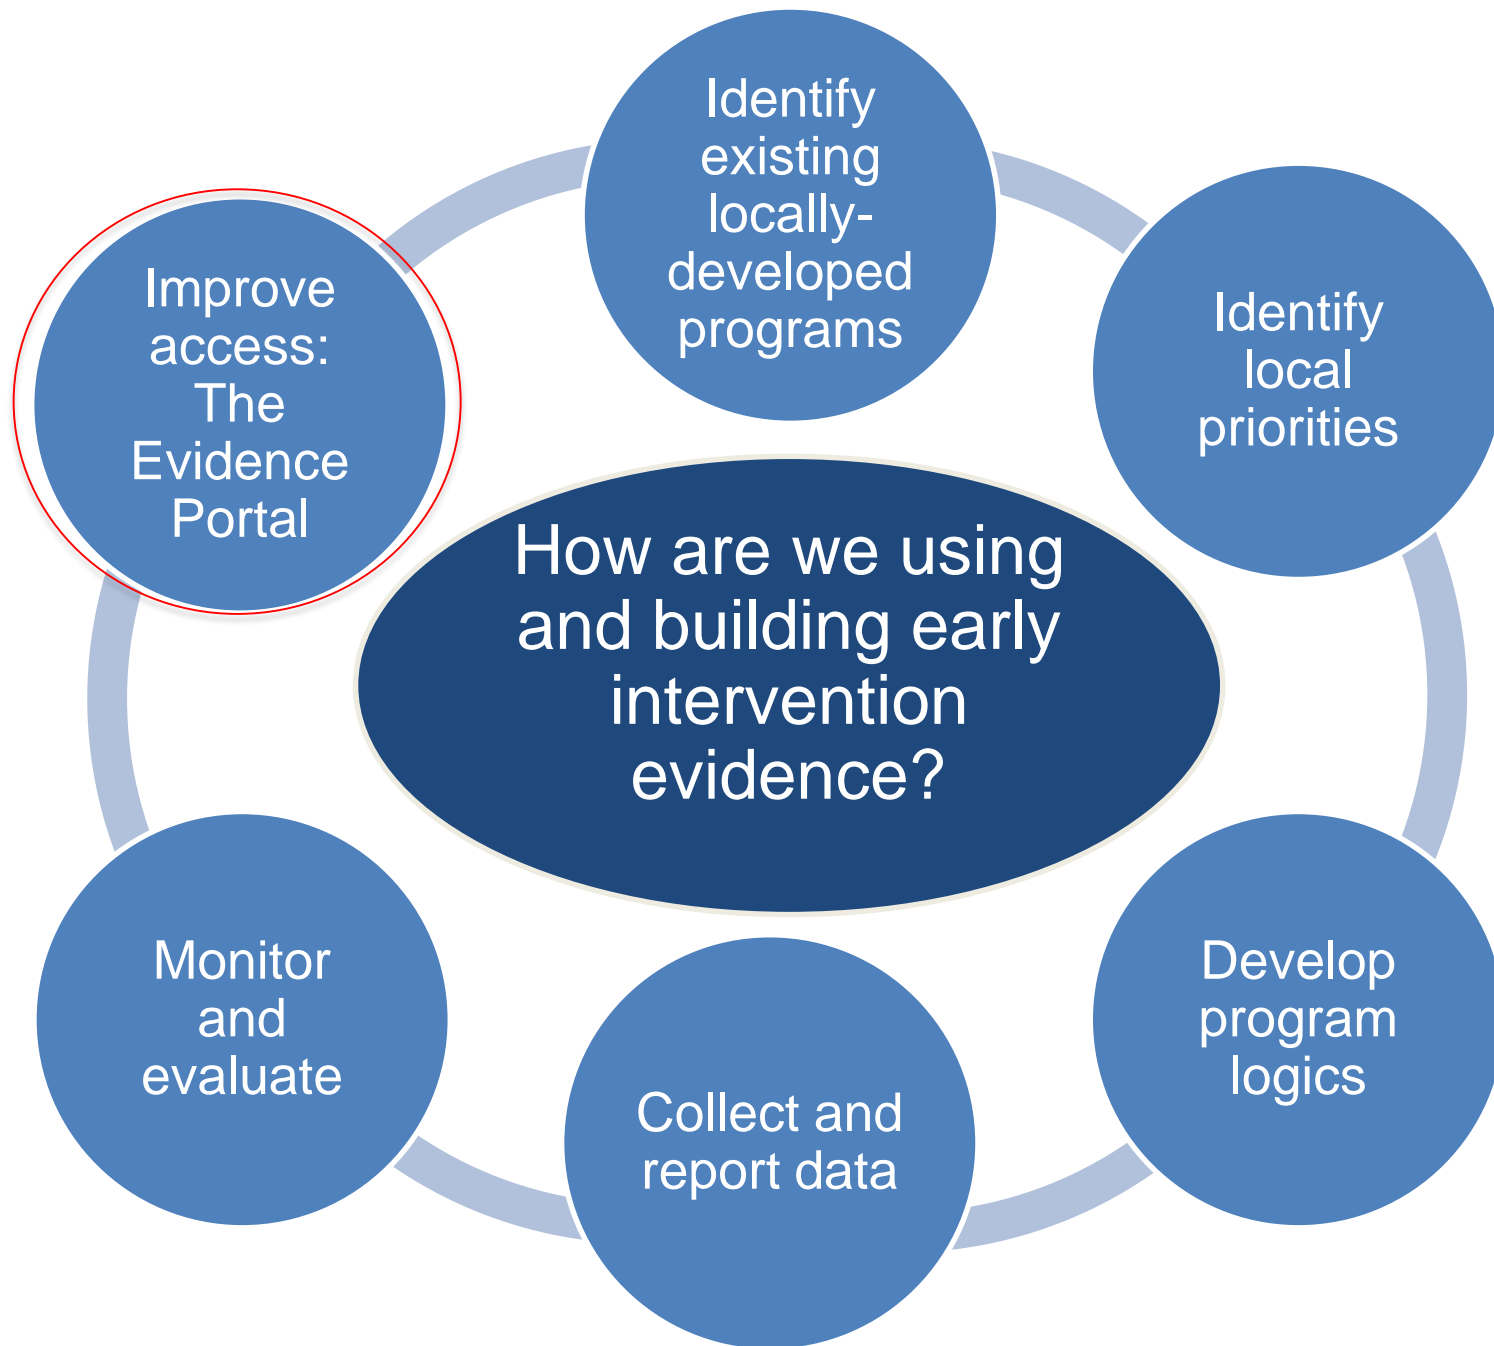 Identify
existing
locally-
developed
programs
Identify
local
priorities
Develop
program
logics
Collect and
report data
Monitor
and
evaluate
Improve
access:
The
Evidence
Portal
How are we using
and building early
intervention
evidence?